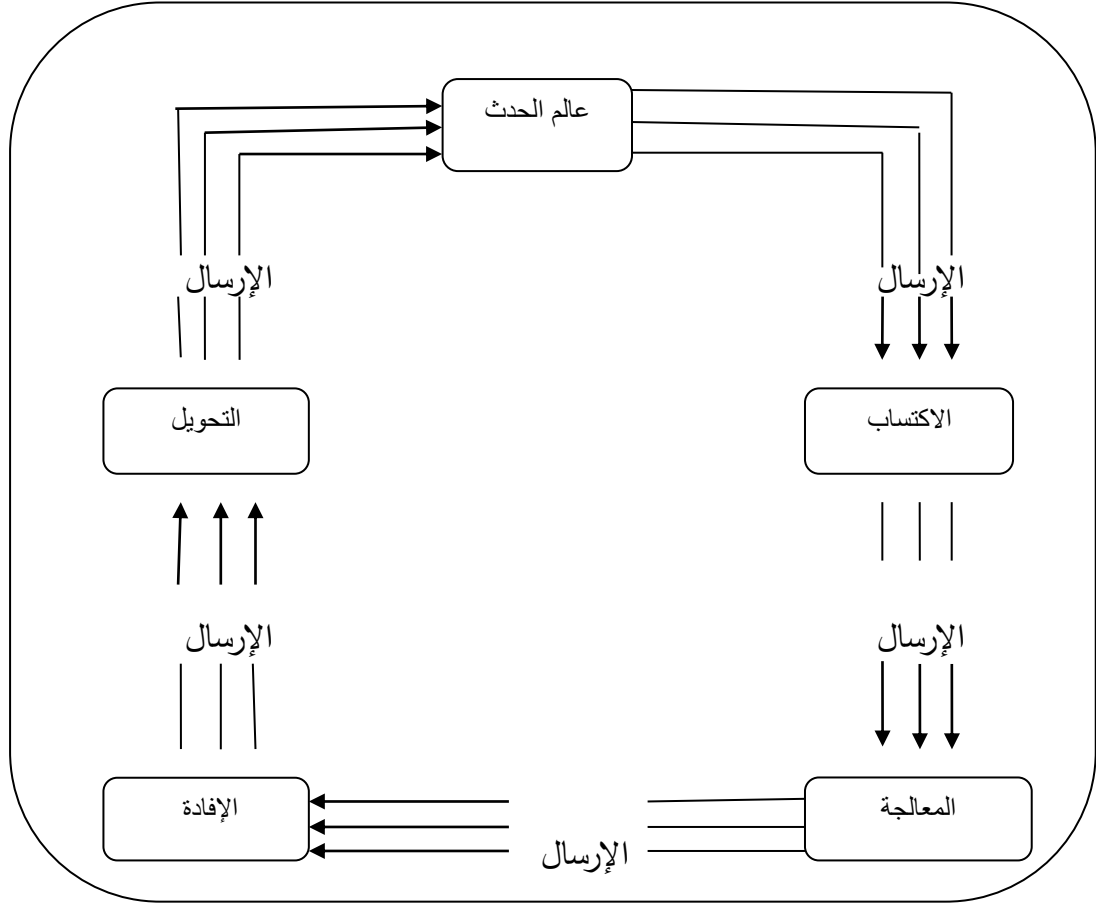 عالم الحدث
الإرسال
الإرسال
الاكتساب
التحويل
الإرسال
الإرسال
المعالجة
الإفادة
الإرسال